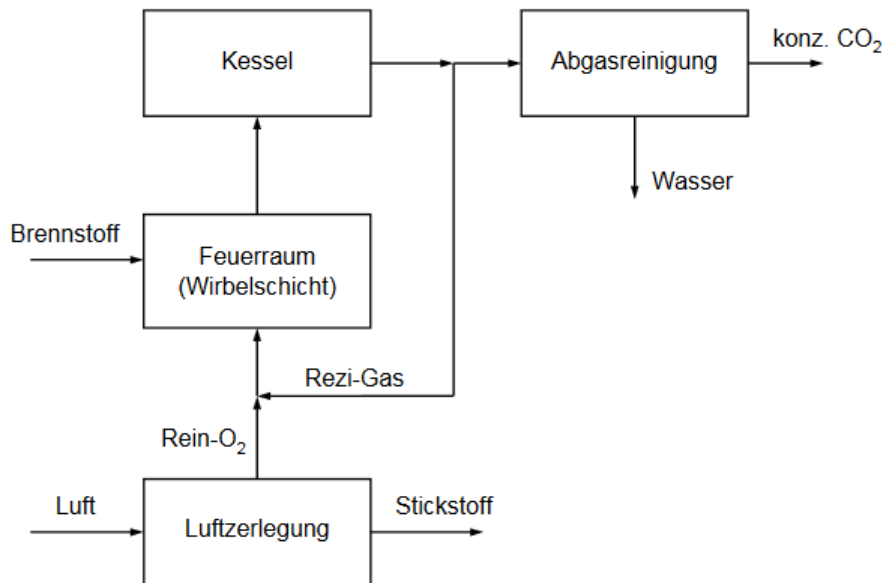 Kessel
Abgasreinigung
konz. CO₂
Wasser
Brennstoff
Feuerraum
(Wirbelschicht)
Rezi-Gas
Rein-O₂
Luft
Luftzerlegung
Stickstoff